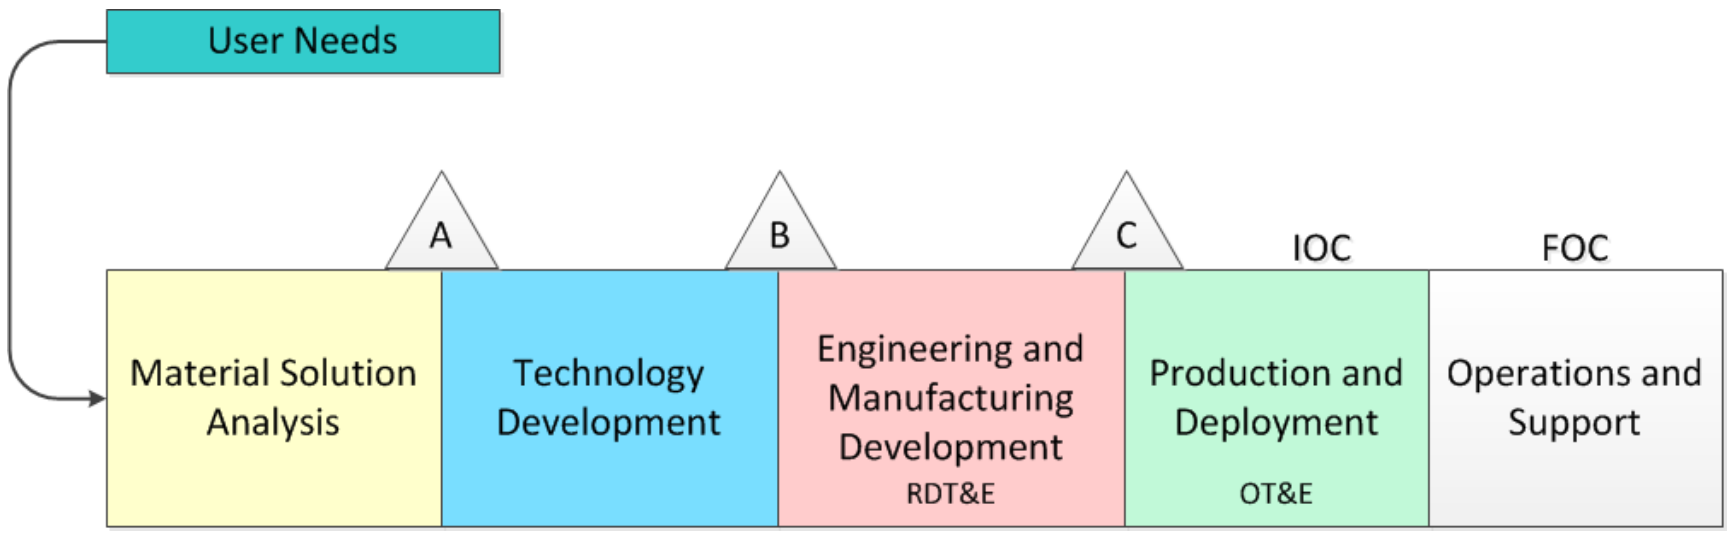 User Needs
A
B
C
IOC
FOC
Material Solution
Analysis
Technology
Development
Engineering and
Manufacturing
Development
RDT&E
Production and
Deployment
OT&E
Operations and
Support